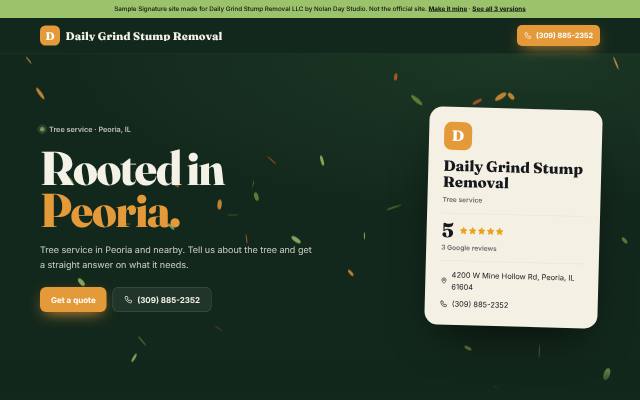 Sample Signature site made for Daily Grind Stump Removal LLC by Nolan Day Studio. Not the official site. Make it mine · See all 3 versions
D Daily Grind Stump Removal
(309) 885-2352
Tree service · Peoria, IL
Rooted in
Peoria.
Tree service in Peoria and nearby. Tell us about the tree and get
a straight answer on what it needs.
Get a quote
(309) 885-2352
D
Daily Grind Stump
Removal
Tree service
5 ★★★★★
3 Google reviews
4200 W Mine Hollow Rd, Peoria, IL
61604
(309) 885-2352